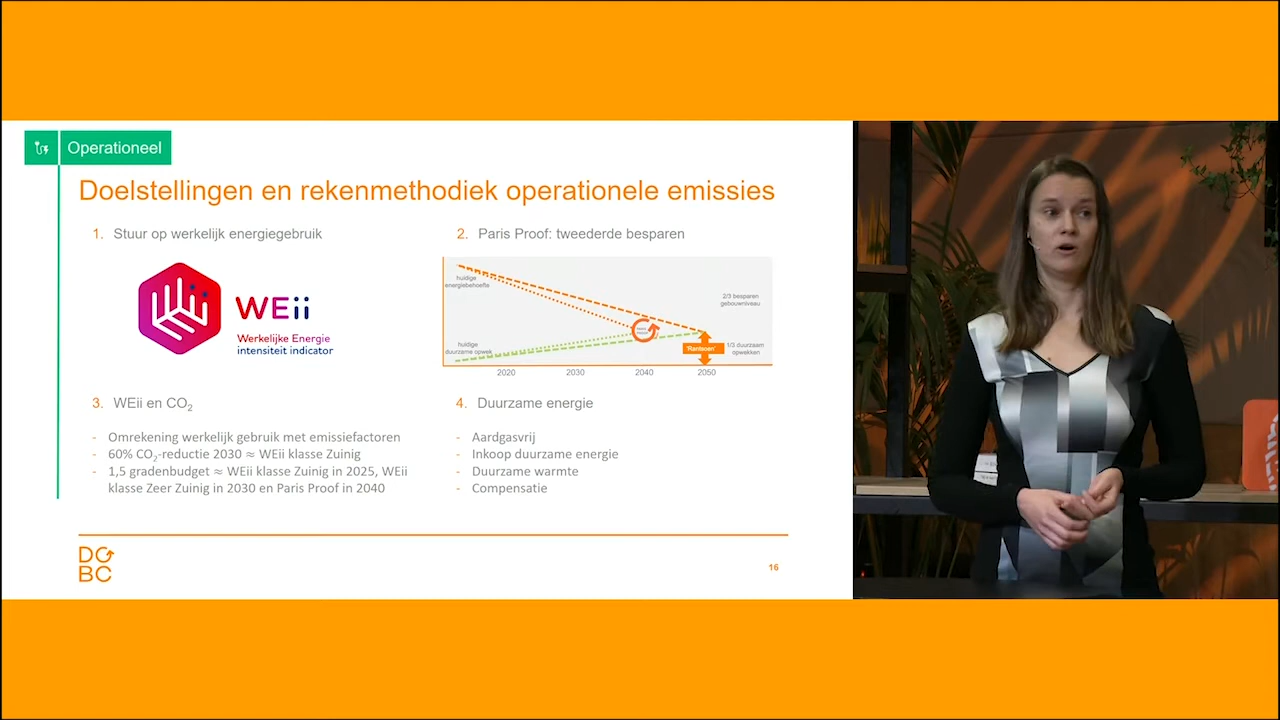 Operationeel
Doelstellingen en rekenmethodiek operationele emissies
1. Stuur op werkelijk energiegebruik
WEii
Werkelijke Energie
intensiteit indicator
2. Paris Proof: tweederde besparen
huidige
energiebehoefte
2/3 besparen
gebouwniveau
huidige
duurzame opwek
'Rantsoen'
1/3 duurzaam
opwekken
2020 2030 2040 2050
3. WEii en CO2
- Omrekening werkelijk gebruik met emissiefactoren
- 60% CO2-reductie 2030 ≈ WEii klasse Zuinig
- 1,5 gradenbudget ≈ WEii klasse Zuinig in 2025, WEii
klasse Zeer Zuinig in 2030 en Paris Proof in 2040
4. Duurzame energie
- Aardgasvrij
- Inkoop duurzame energie
- Duurzame warmte
- Compensatie
DG
BC
16